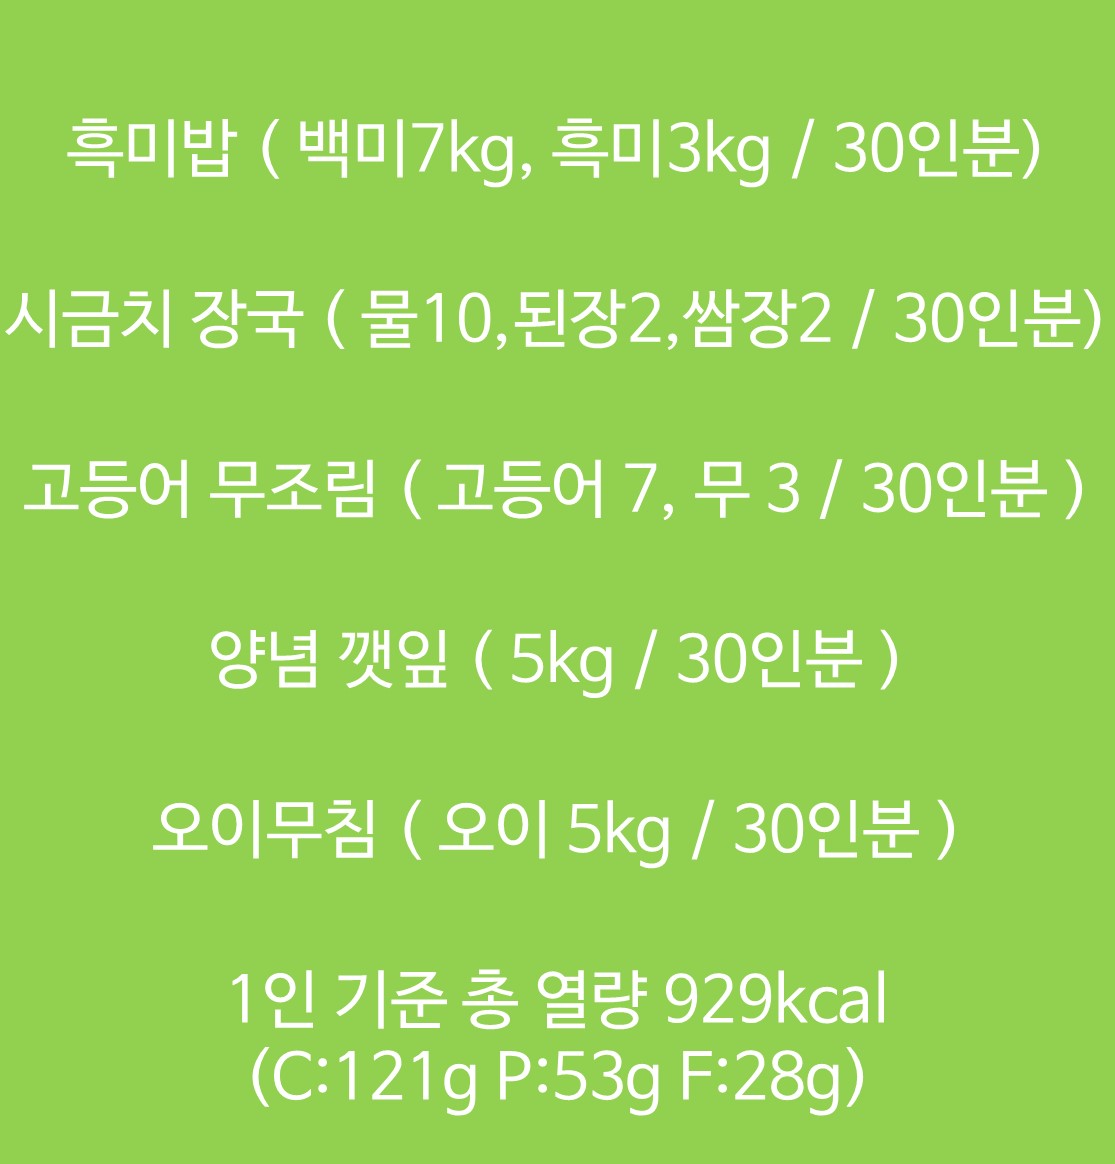 흑미밥 ( 백미7kg, 흑미3kg / 30인분)
시금치 장국 ( 물10,된장2,쌈장2 / 30인분)
고등어 무조림 ( 고등어 7, 무 3 / 30인분 )
양념 깻잎 ( 5kg / 30인분 )
오이무침 ( 오이 5kg / 30인분 )
1인 기준 총 열량 929kcal
(C:121g P:53g F:28g)